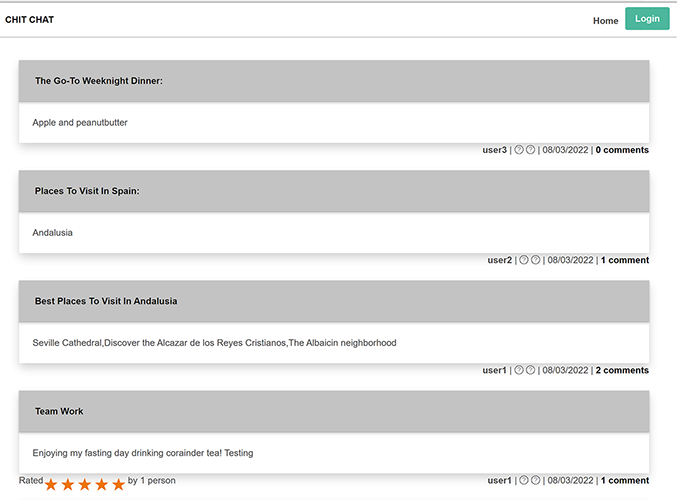 CHIT CHAT
Home
Login
The Go-To Weeknight Dinner:
Apple and peanutbutter
user3 | | 08/03/2022 | 0 comments
Places To Visit In Spain:
Andalusia
user2 | | 08/03/2022 | 1 comment
Best Places To Visit In Andalusia
Seville Cathedral,Discover the Alcazar de los Reyes Cristianos,The Albaicin neighborhood
user1 | | 08/03/2022 | 2 comments
Team Work
Enjoying my fasting day drinking corainder tea! Testing
Rated by 1 person
user1 | | 08/03/2022 | 1 comment